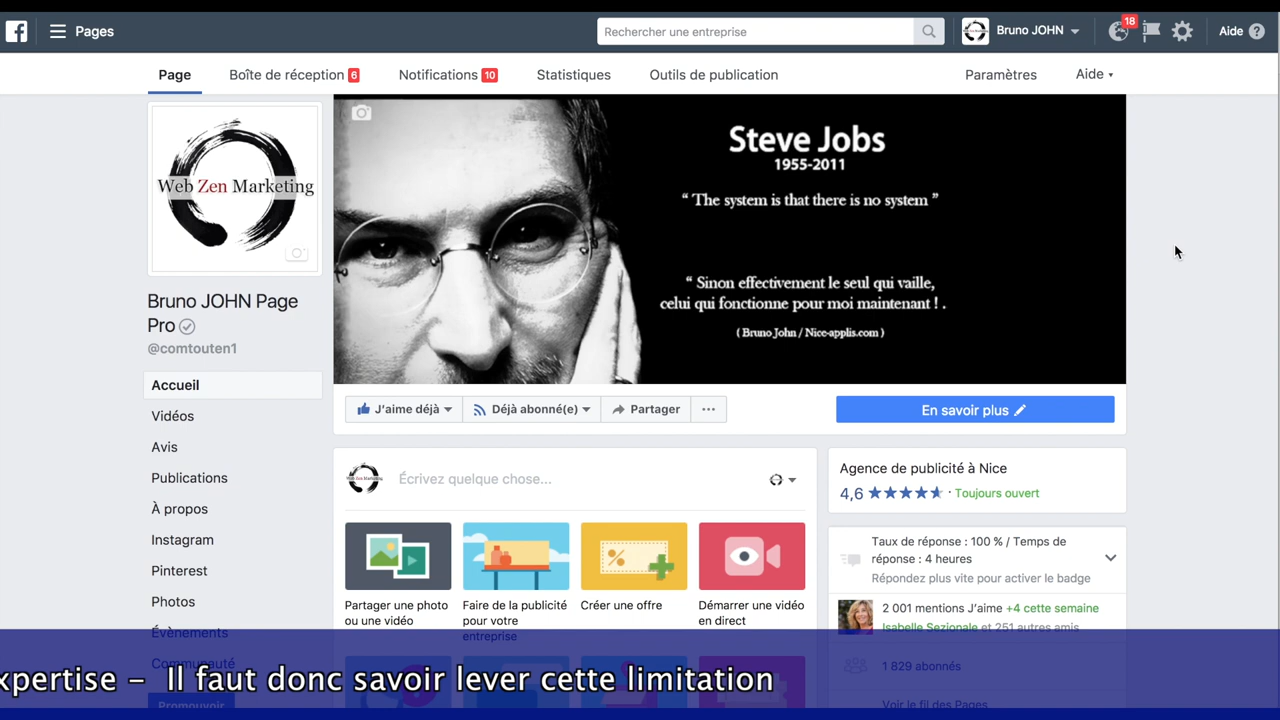 Pages
Rechercher une entreprise
Bruno JOHN
18
Aide
Page
Boîte de réception 6
Notifications 10
Statistiques
Outils de publication
Paramètres
Aide
Web Zen Marketing
Steve Jobs
1955-2011
“ The system is that there is no system ”
“ Sinon effectivement le seul qui vaille,
celui qui fonctionne pour moi maintenant ! .
( Bruno John / Nice-applis.com )
Bruno JOHN Page
Pro
@comtouten1
Accueil
Vidéos
Avis
Publications
À propos
Instagram
Pinterest
Photos
Évènements
Communauté
Promouvoir
J'aime déjà
Déjà abonné(e)
Partager
En savoir plus
Écrivez quelque chose...
Partager une photo
ou une vidéo
Faire de la publicité
pour votre
entreprise
Créer une offre
Démarrer une vidéo
en direct
Agence de publicité à Nice
4,6 · Toujours ouvert
Taux de réponse : 100 % / Temps de
réponse : 4 heures
Répondez plus vite pour activer le badge
2 001 mentions J'aime +4 cette semaine
Isabelle Sezionale et 251 autres amis
1 829 abonnés
Voir le fil des Pages
xpertise – Il faut donc savoir lever cette limitation